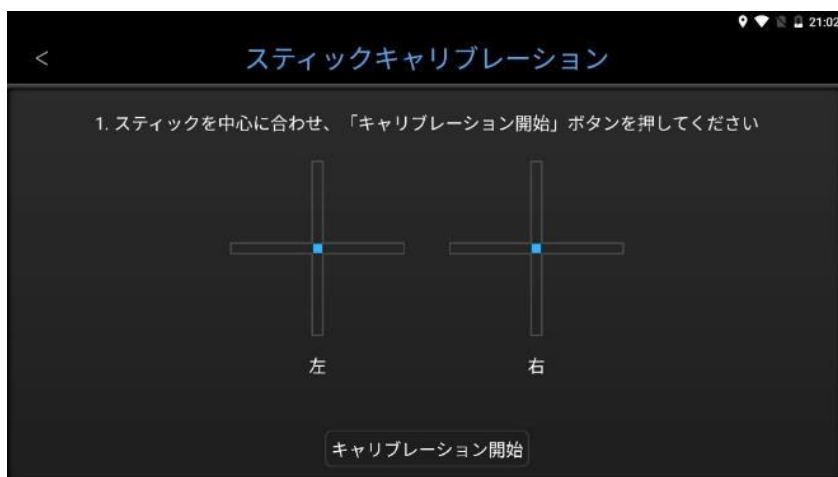 21:02
<
スティックキャリブレーション
1. スティックを中心に合わせ、「キャリブレーション開始」ボタンを押してください
左
右
キャリブレーション開始